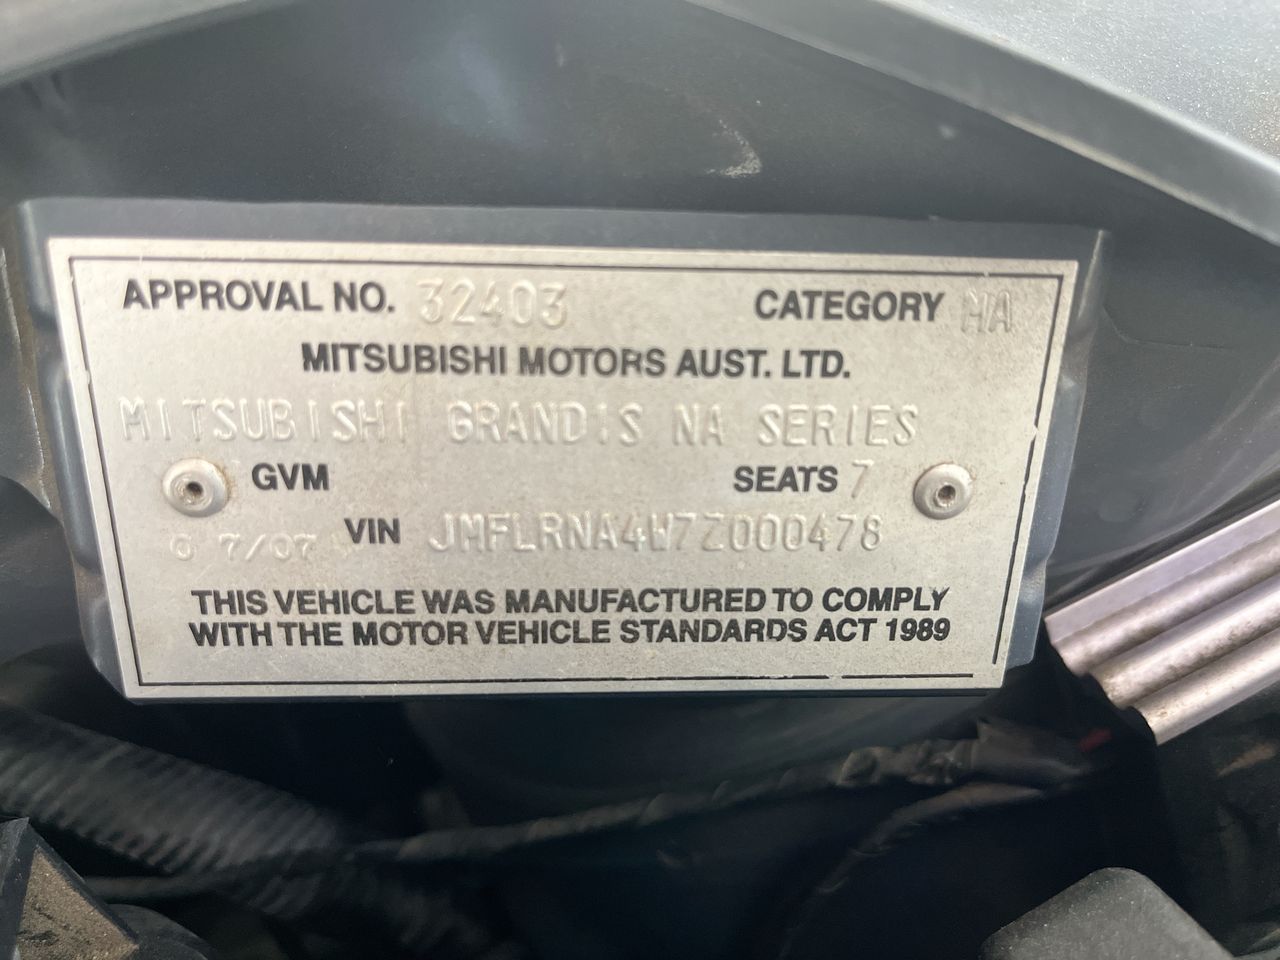 APPROVAL NO. 32403 CATEGORY MA
MITSUBISHI MOTORS AUST. LTD.
MITSUBISHI GRANDIS NA SERIES
GVM SEATS 7
07/07 VIN JMFLRNA4W7Z000478
THIS VEHICLE WAS MANUFACTURED TO COMPLY
WITH THE MOTOR VEHICLE STANDARDS ACT 1989